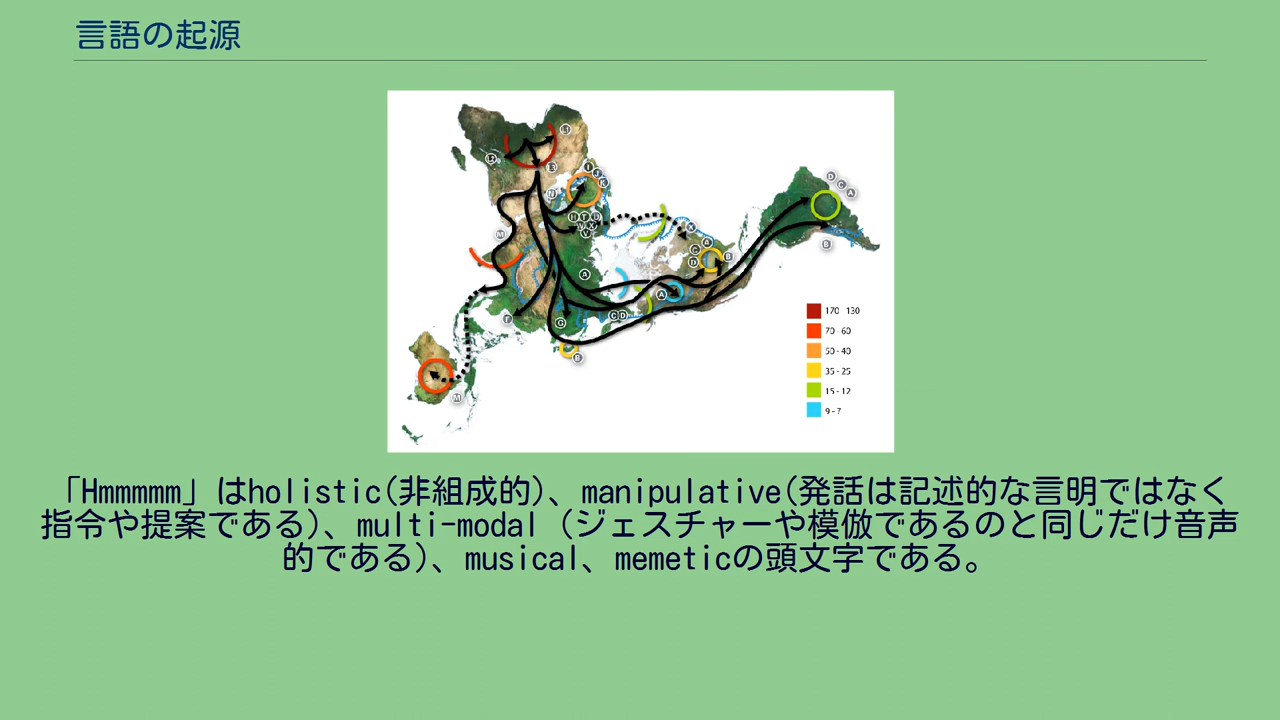 言語の起源
L1
L2
L3
I
J
K
N
H T U
W X
V
M
X
A
C
B
D
A
A
C D
F
G
B
M
D
C
A
B
170 - 130
70 - 60
50 - 40
35 - 25
15 - 12
9 - 7
「Hmmmmm」はholistic(非組成的)、manipulative(発話は記述的な言明ではなく
指令や提案である)、multi-modal (ジェスチャーや模倣であるのと同じだけ音声
的である)、musical、memeticの頭文字である。